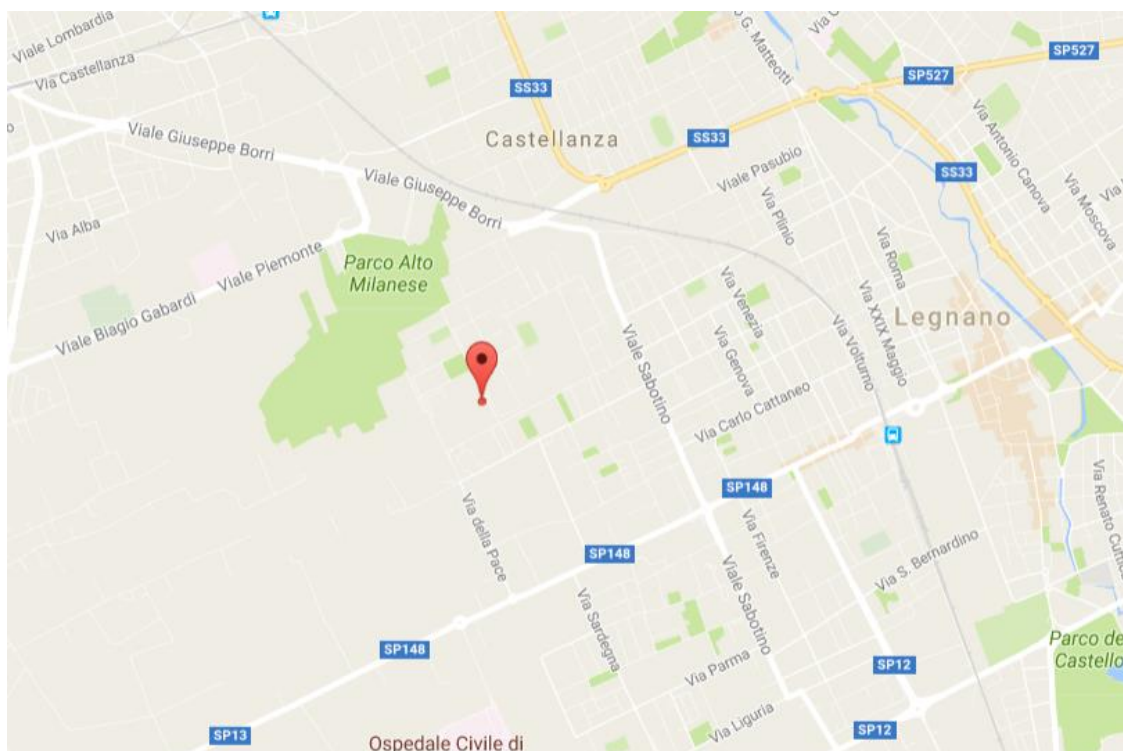 Viale Lombardia
Via Castellanza
Viale Giuseppe Borri
Viale Giuseppe Borri
SS33
Castellanza
SS33
G. Matteotti
SP527
SP527
Via Antonio Canova
SS33
Via Moscova
Viale Pasubio
Via Plinio
Via Roma
Via Alba
Viale Piemonte
Parco Alto
Milanese
Viale Biagio Gabardi
Via Venezia
Via Genova
Via XXIX Maggio
Legnano
Via Volturno
Viale Sabotino
Via Carlo Cattaneo
SP148
Via della Pace
SP148
Via Firenze
Via S. Bernardino
Via Renato
Viale Sabotino
Via Sardegna
SP148
Via Parma
SP12
Parco de
Castello
Via Liguria
SP12
SP13
Ospedale Civile di